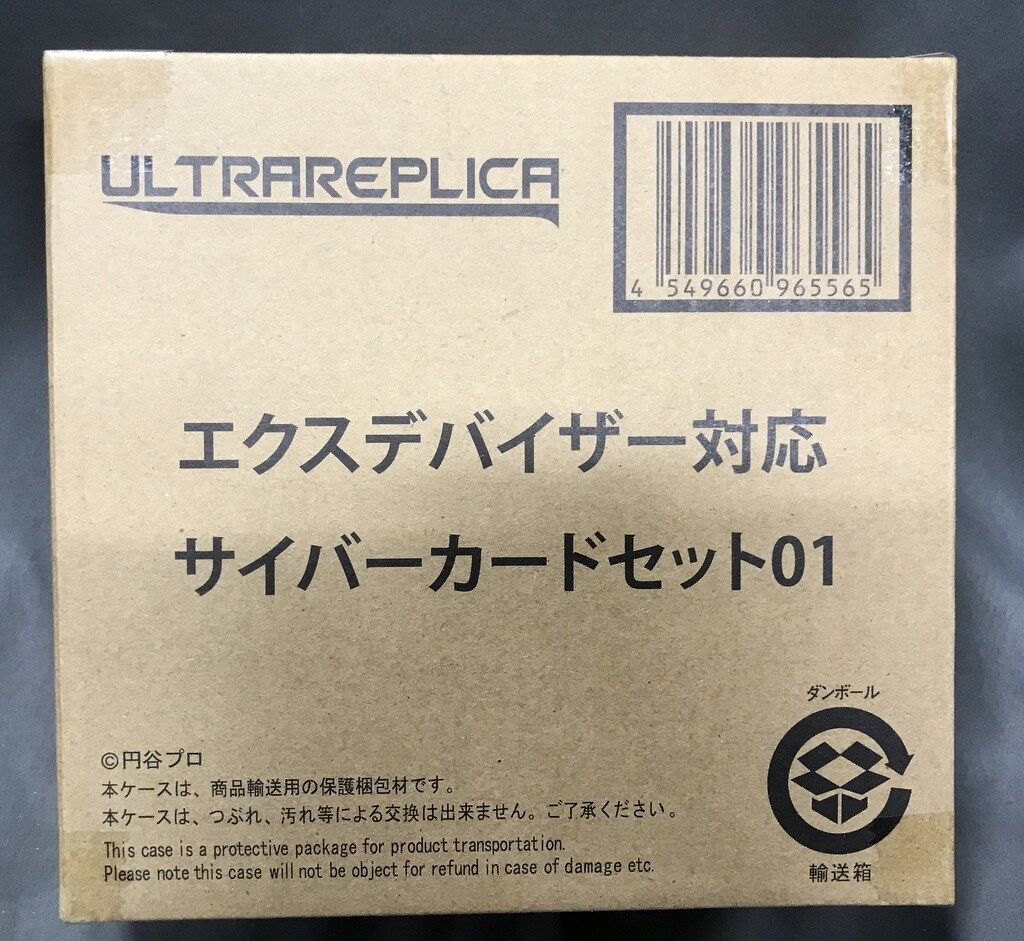 ULTRAREPLICA
4 549660 965565
エクスデバイザー対応
サイバーカードセット01
ダンボール
輸送箱
©円谷プロ
本ケースは、商品輸送用の保護梱包材です。
本ケースは、つぶれ、汚れ等による交換は出来ません。ご了承ください。
This case is a protective package for product transportation.
Please note this case will not be object for refund in case of damage etc.